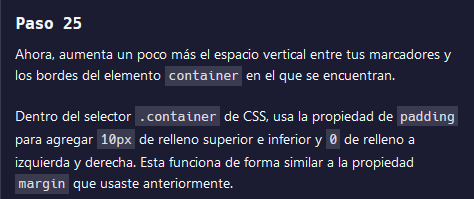 Paso 25
Ahora, aumenta un poco más el espacio vertical entre tus marcadores y
los bordes del elemento container en el que se encuentran.
Dentro del selector .container de CSS, usa la propiedad de padding
para agregar 10px de relleno superior e inferior y 0 de relleno a
izquierda y derecha. Esta funciona de forma similar a la propiedad
margin que usaste anteriormente.